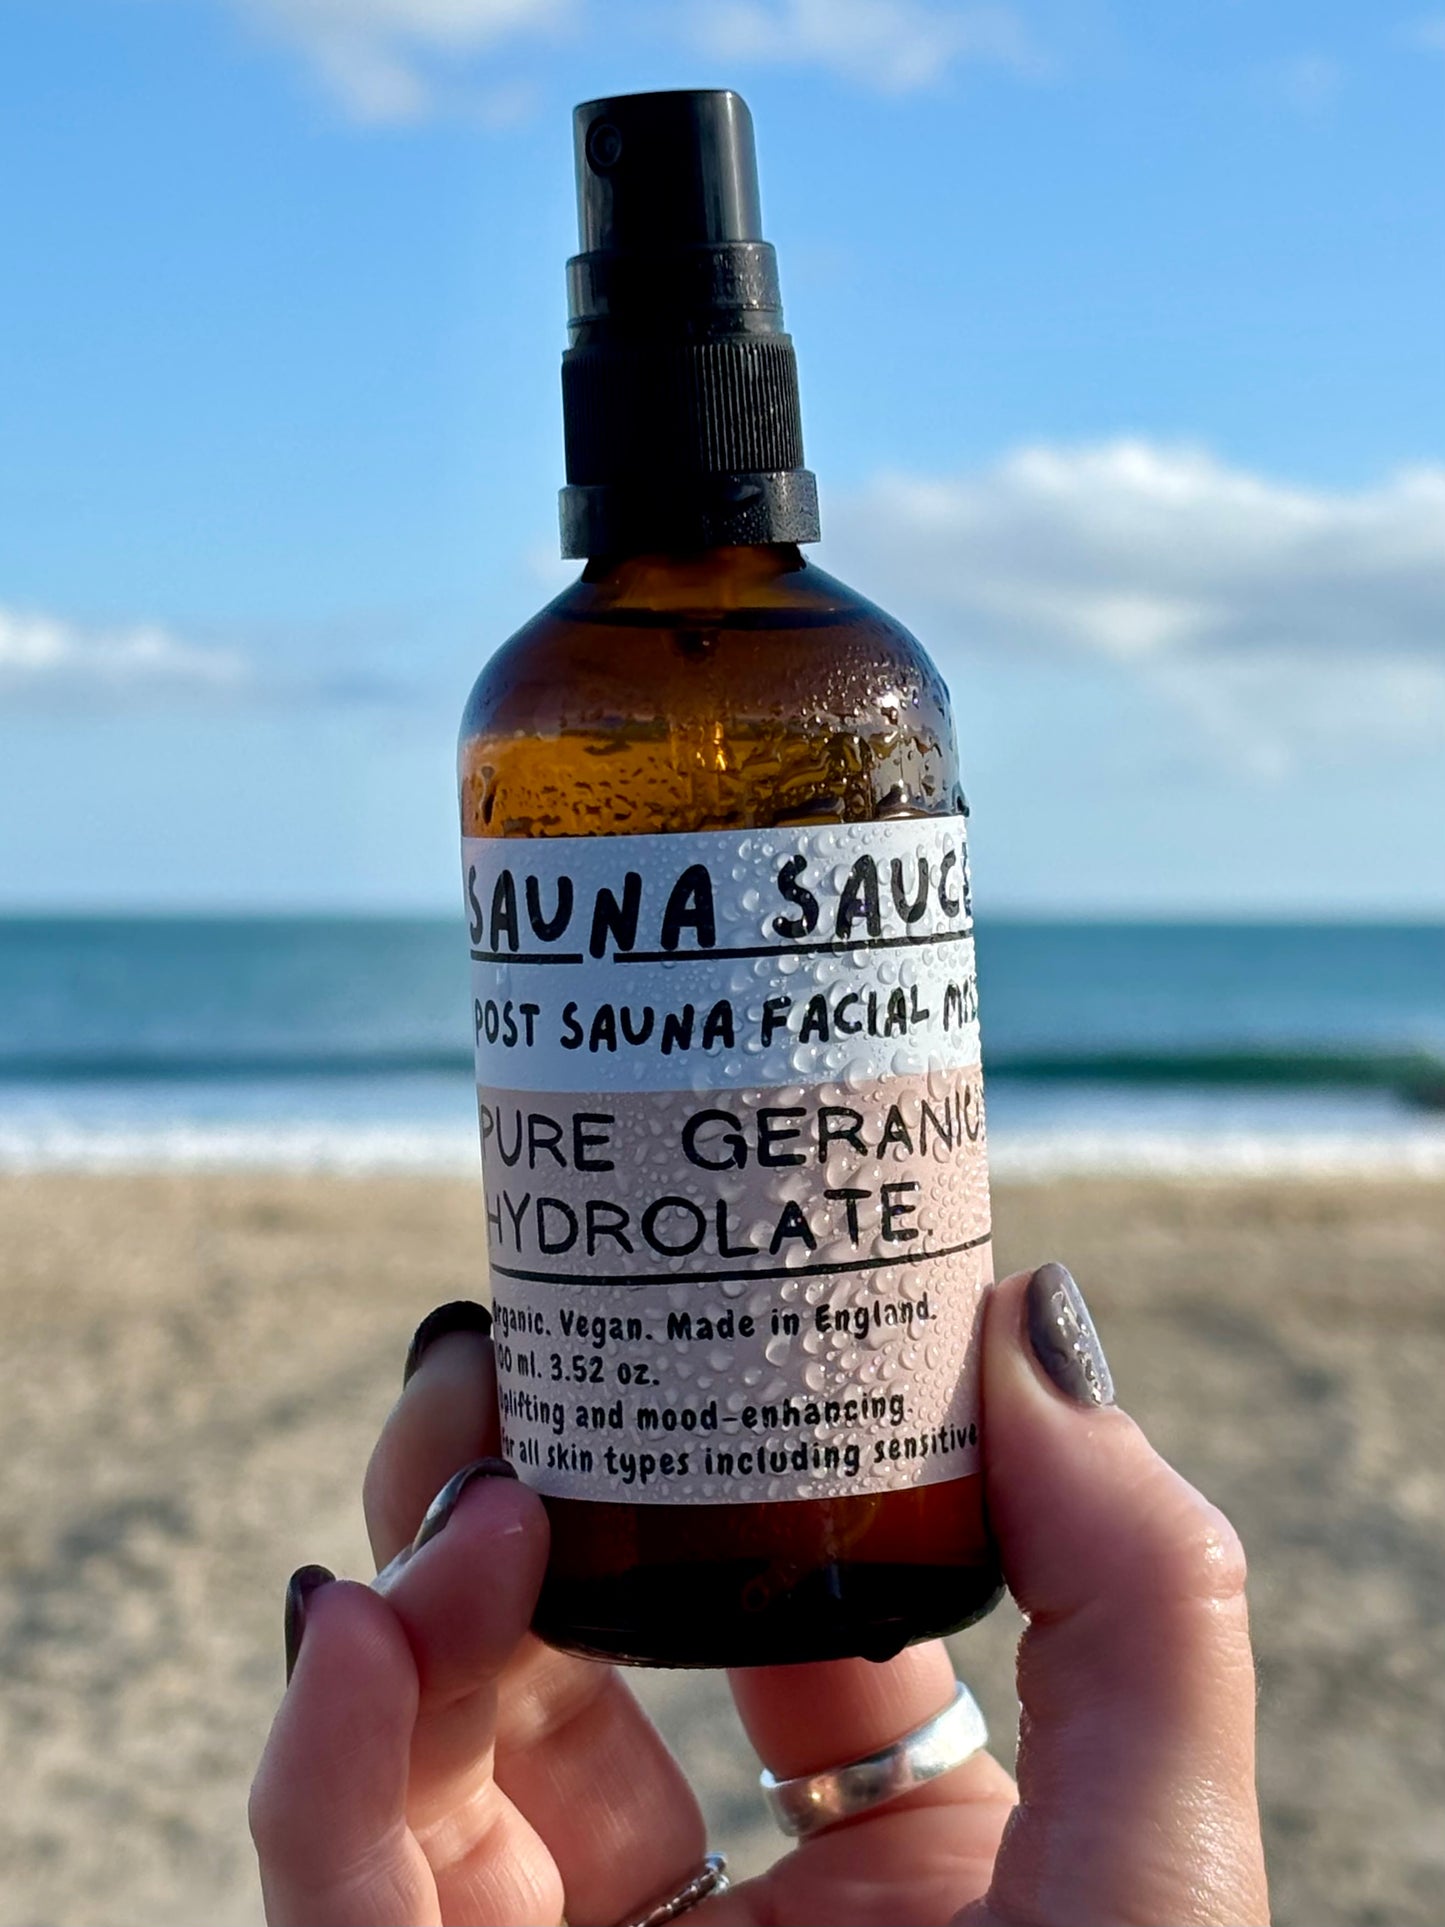 SAUNA SAUCE
POST SAUNA FACIAL MIST
PURE GERANIUM
HYDROLATE.
Organic. Vegan. Made in England.
100 ml. 3.52 oz.
Uplifting and mood-enhancing.
For all skin types including sensitive